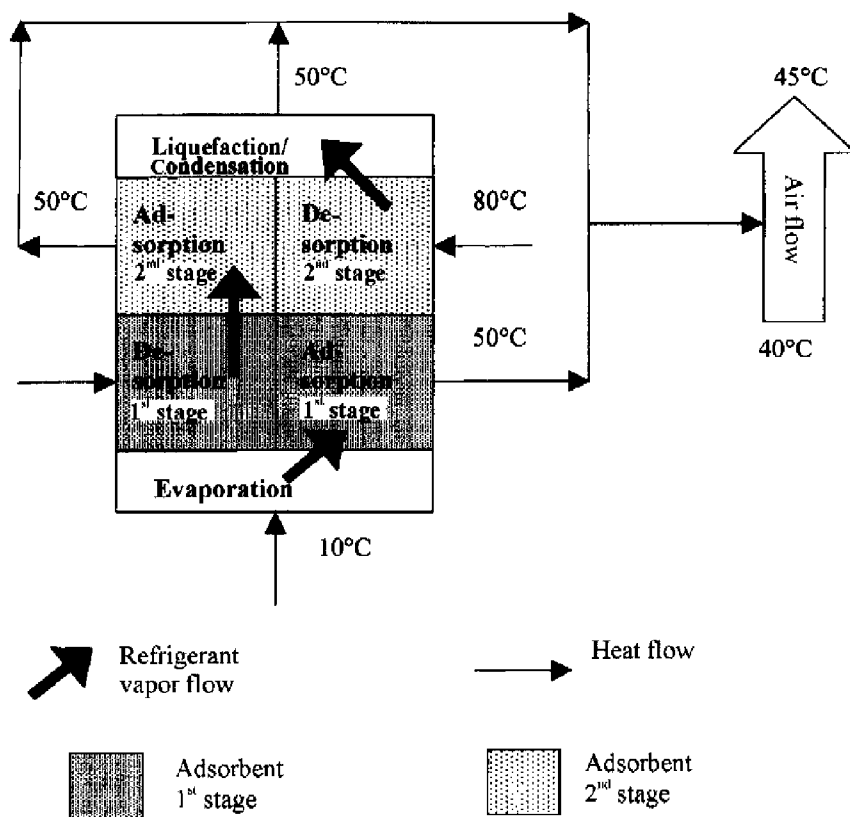 50°C
45°C
Liquefaction/
Condensation
50°C
Ad-
sorption
2nd stage
De-
sorption
2nd stage
80°C
Air flow
De-
sorption
1st stage
Ad-
sorption
1st stage
50°C
40°C
Evaporation
10°C
Refrigerant
vapor flow
Heat flow
Adsorbent
1st stage
Adsorbent
2nd stage